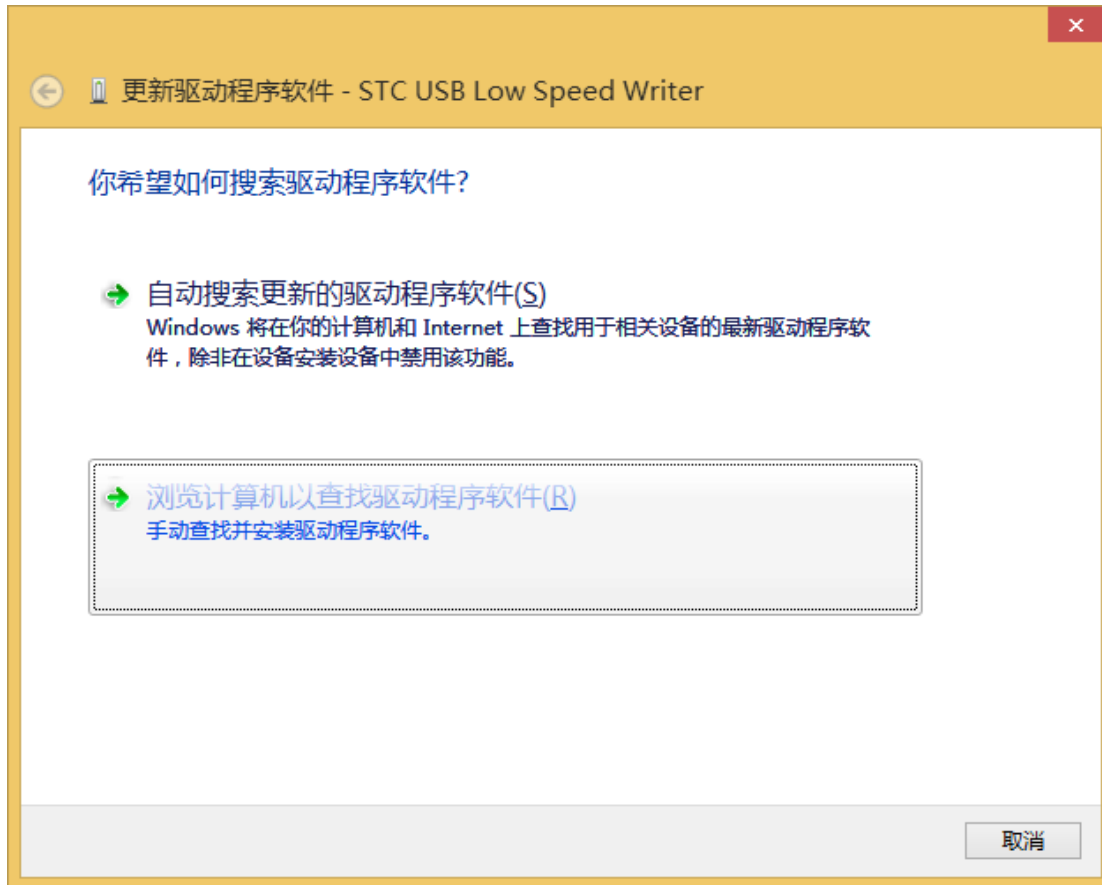 更新驱动程序软件 - STC USB Low Speed Writer
你希望如何搜索驱动程序软件?
自动搜索更新的驱动程序软件(S)
Windows 将在你的计算机和 Internet 上查找用于相关设备的最新驱动程序软
件，除非在设备安装设备中禁用该功能。
浏览计算机以查找驱动程序软件(R)
手动查找并安装驱动程序软件。
取消